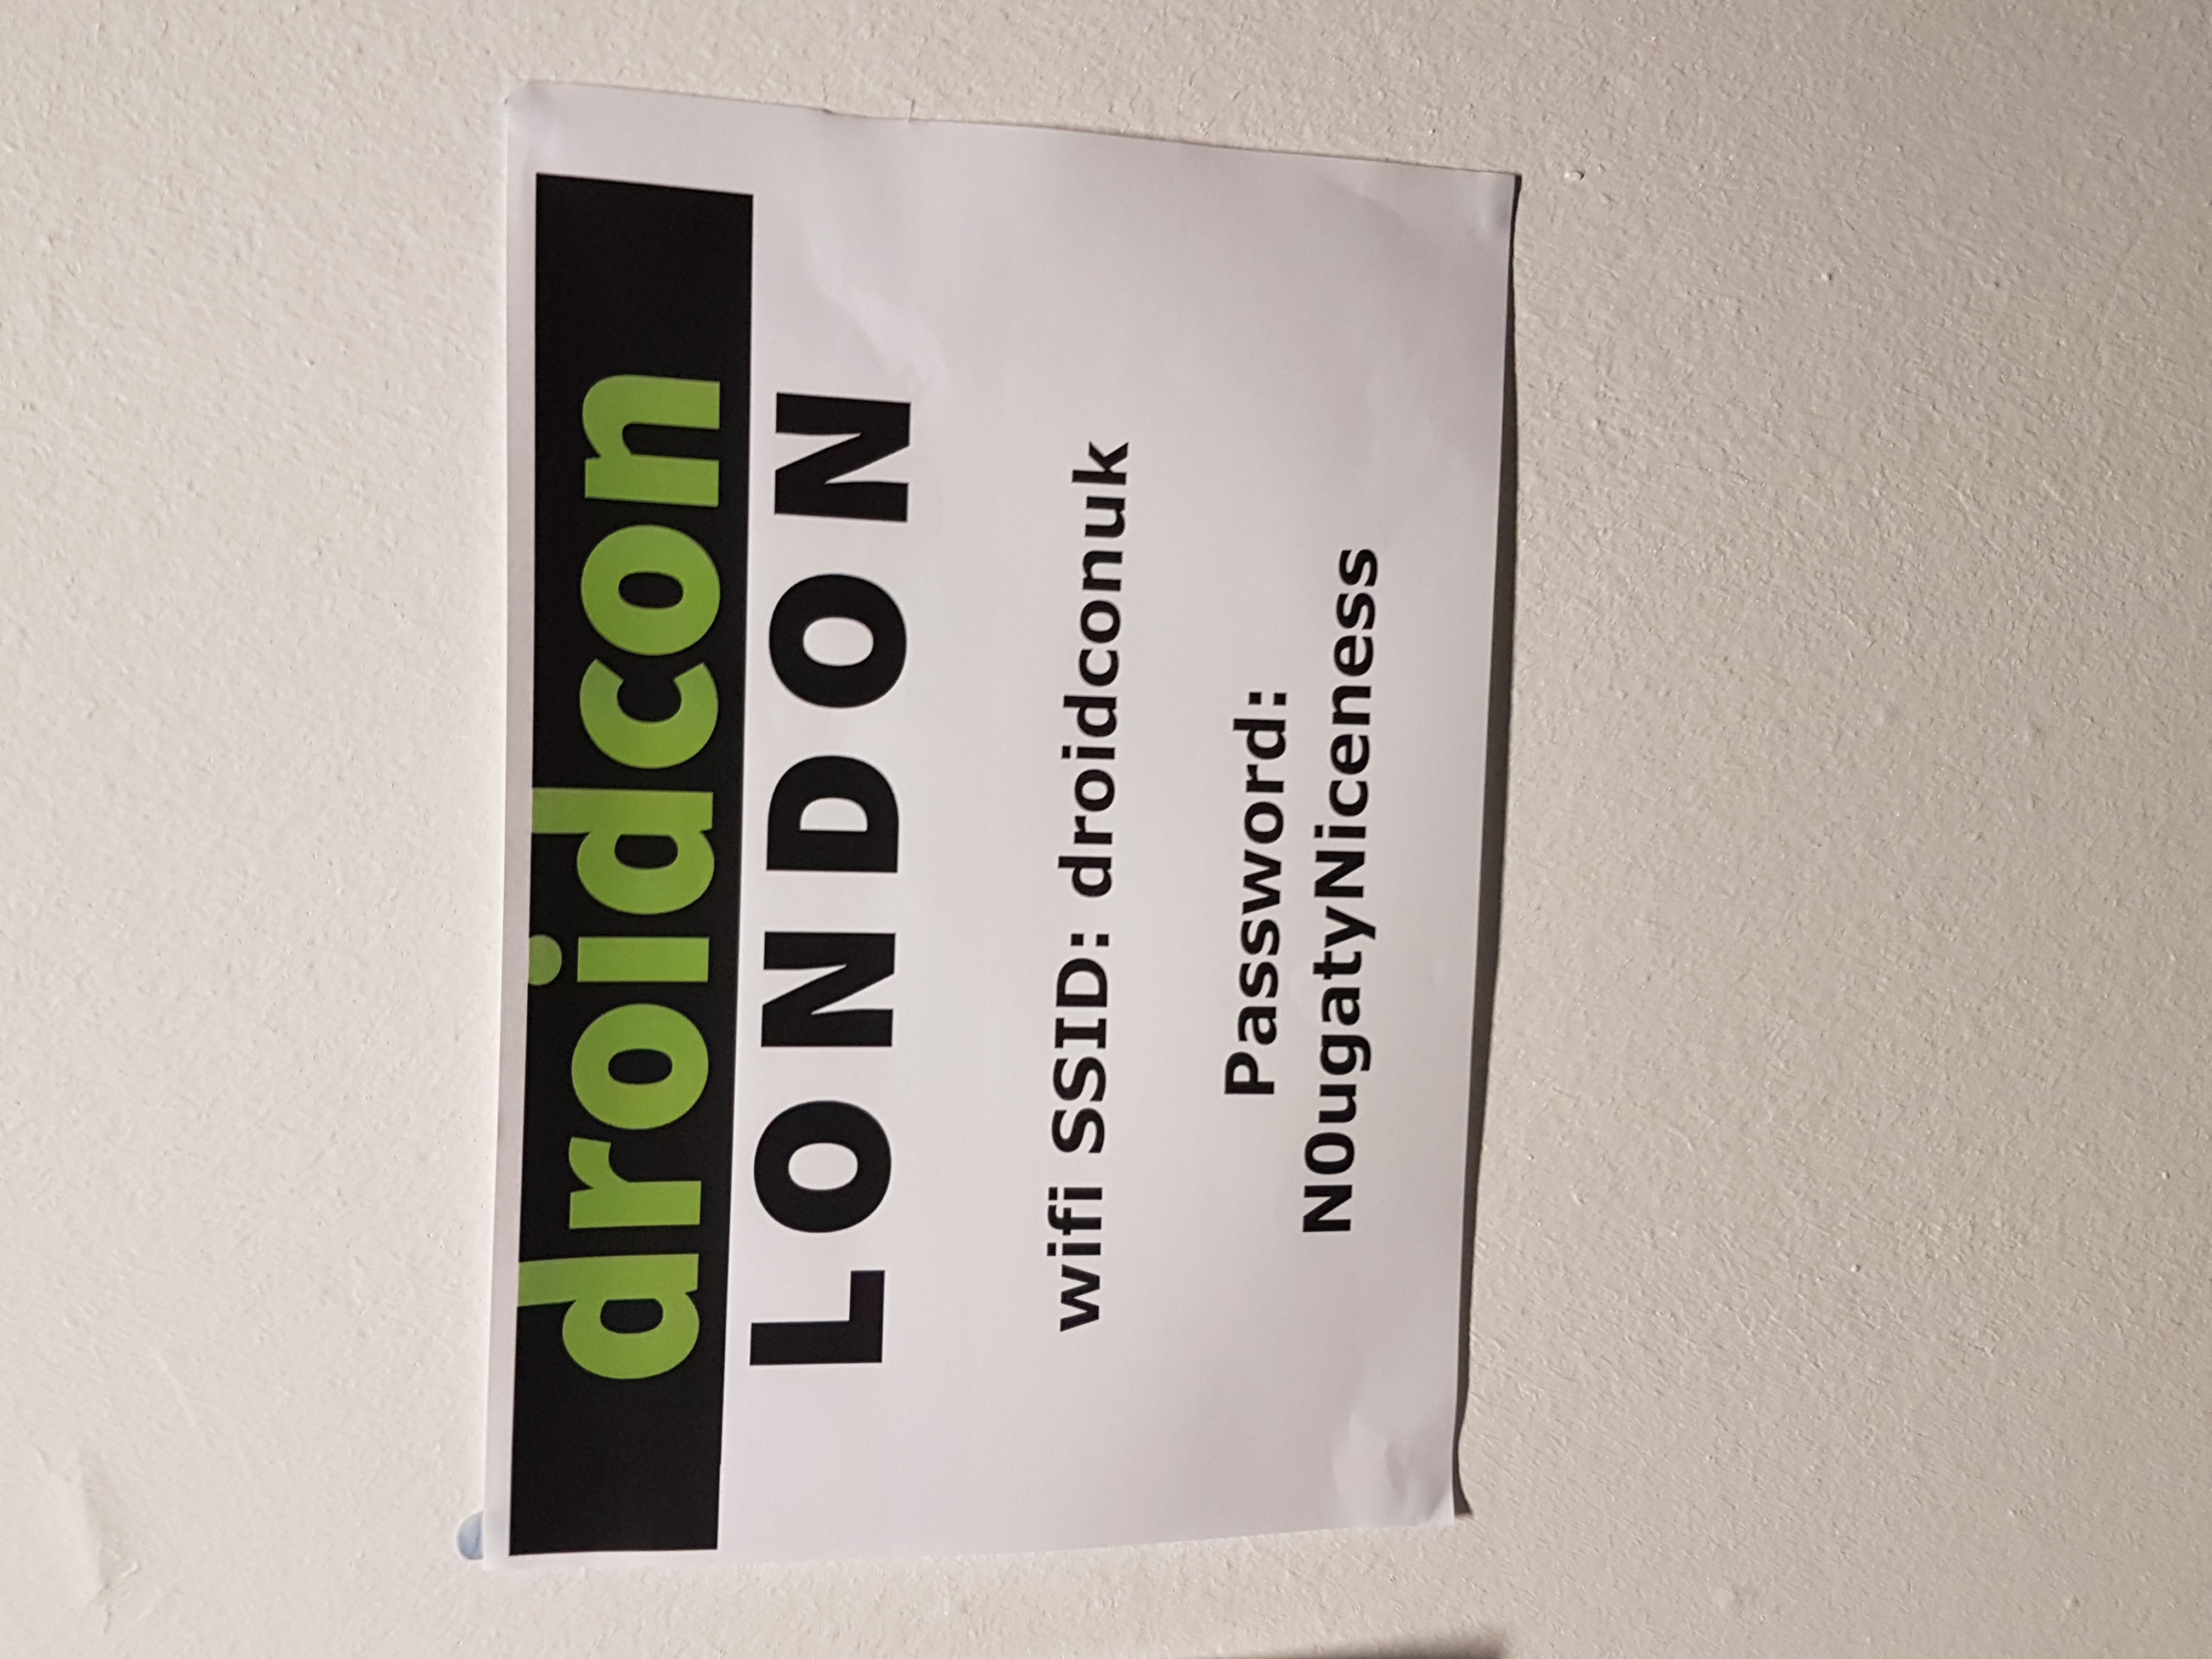 droidcon
LONDON
wifi SSID: droidconuk
Password:
N0ugatyNiceness